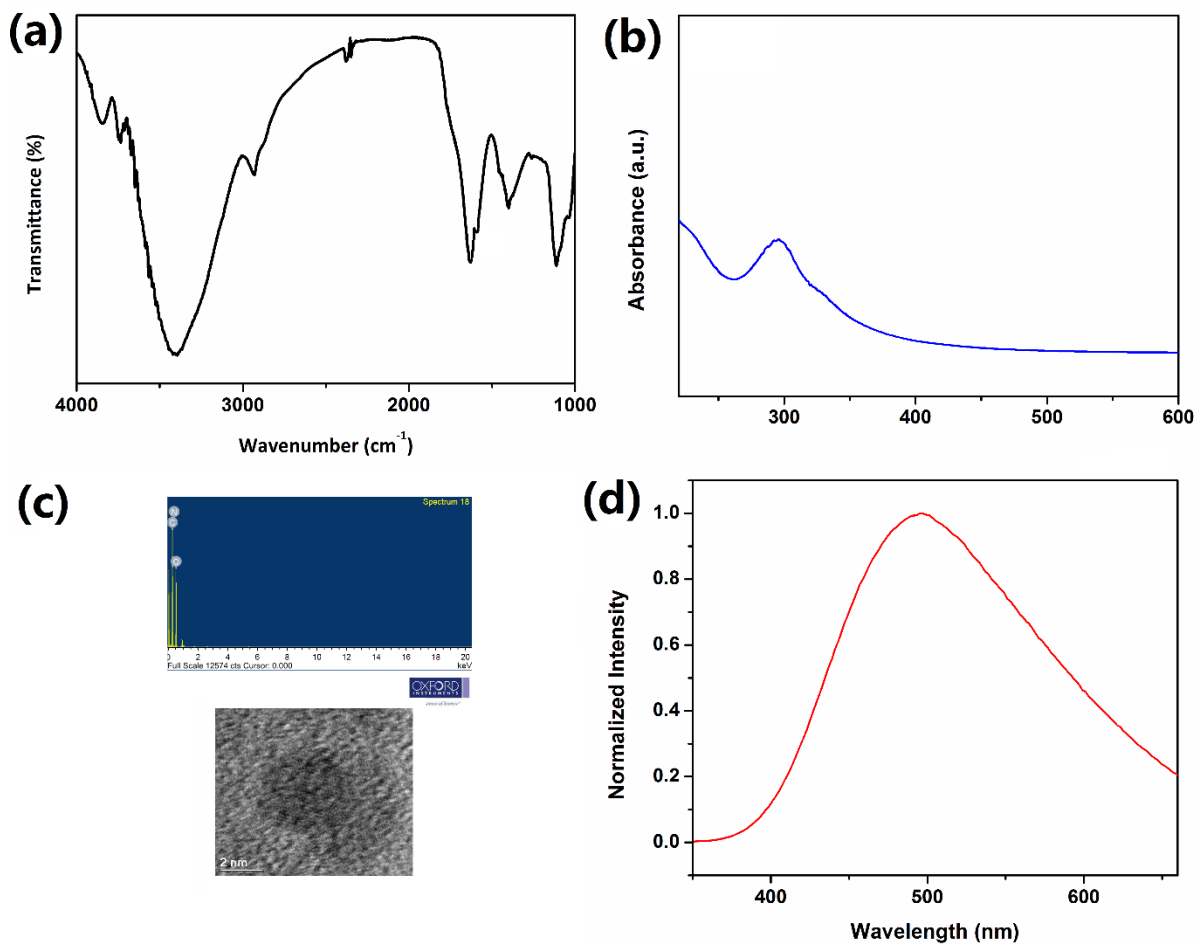 (a)
Transmittance (%)
4000 3000 2000 1000
Wavenumber (cm⁻¹)
(b)
Absorbance (a.u.)
300 400 500 600
(c)
Spectrum 18
N
C
O
0 2 4 6 8 10 12 14 16 18 20
Full Scale 12574 cts Cursor: 0.000 keV
OXFORD
INSTRUMENTS
2 nm
(d)
Normalized Intensity
1.0
0.8
0.6
0.4
0.2
0.0
400 500 600
Wavelength (nm)